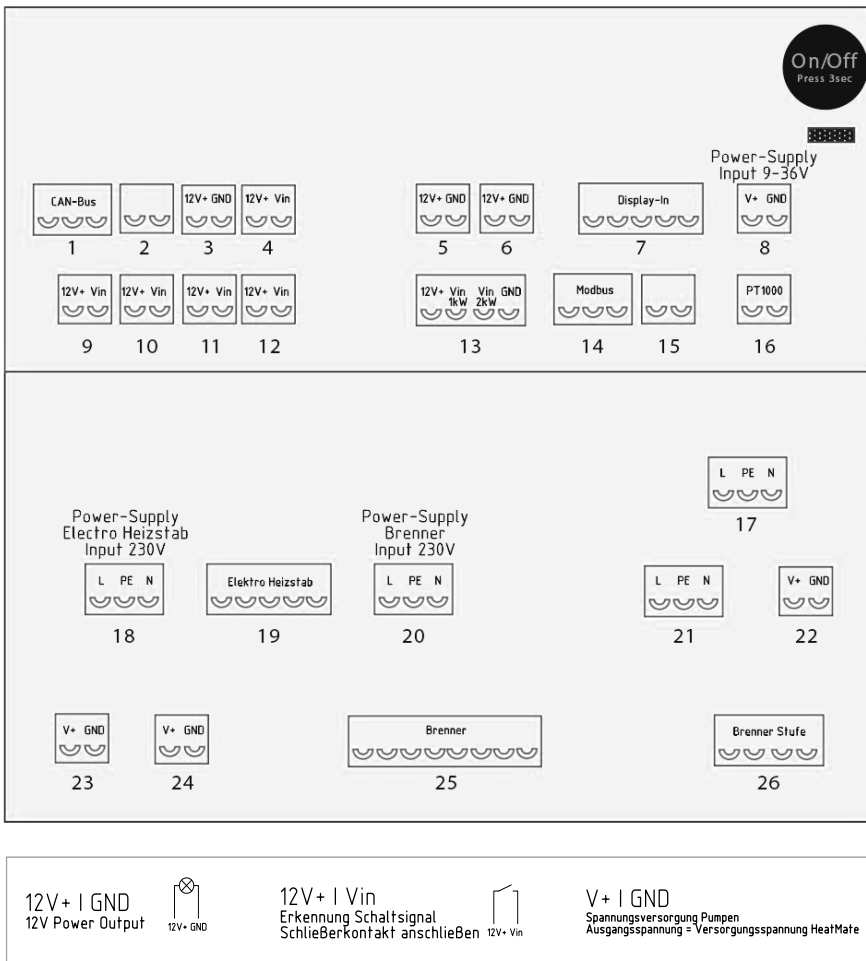 On/Off
Press 3sec
Power-Supply
Input 9-36V
CAN-Bus
12V+ GND
12V+ Vin
12V+ GND
12V+ GND
Display-In
V+ GND
1 2 3 4 5 6 7 8
12V+ Vin
12V+ Vin
12V+ Vin
12V+ Vin
12V+ Vin Vin GND
1kW 2kW
Modbus
PT1000
9 10 11 12 13 14 15 16
L PE N
17
Power-Supply
Electro Heizstab
Input 230V
Power-Supply
Brenner
Input 230V
L PE N
Elektro Heizstab
L PE N
L PE N
V+ GND
18 19 20 21 22
V+ GND
V+ GND
Brenner
Brenner Stufe
23 24 25 26
12V+ | GND
12V Power Output
12V+ GND
12V+ | Vin
Erkennung Schaltsignal
Schließerkontakt anschließen
12V+ Vin
V+ | GND
Spannungsversorgung Pumpen
Ausgangsspannung = Versorgungsspannung HeatMate